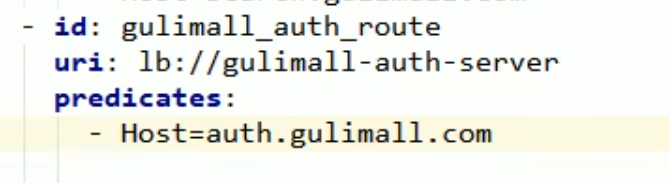 - id: gulimall_auth_route
uri: lb://gulimall-auth-server
predicates:
- Host=auth.gulimall.com